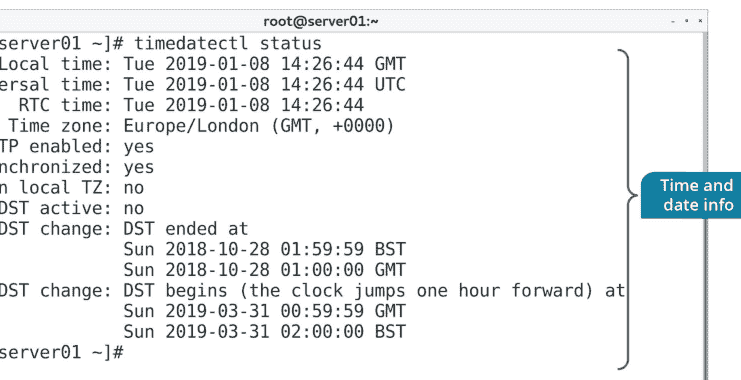 root@server01:~
server01 ~]# timedatectl status
Local time: Tue 2019-01-08 14:26:44 GMT
ersal time: Tue 2019-01-08 14:26:44 UTC
RTC time: Tue 2019-01-08 14:26:44
Time zone: Europe/London (GMT, +0000)
TP enabled: yes
nchronized: yes
n local TZ: no
DST active: no
DST change: DST ended at
Sun 2018-10-28 01:59:59 BST
Sun 2018-10-28 01:00:00 GMT
DST change: DST begins (the clock jumps one hour forward) at
Sun 2019-03-31 00:59:59 GMT
Sun 2019-03-31 02:00:00 BST
server01 ~]#
Time and
date info